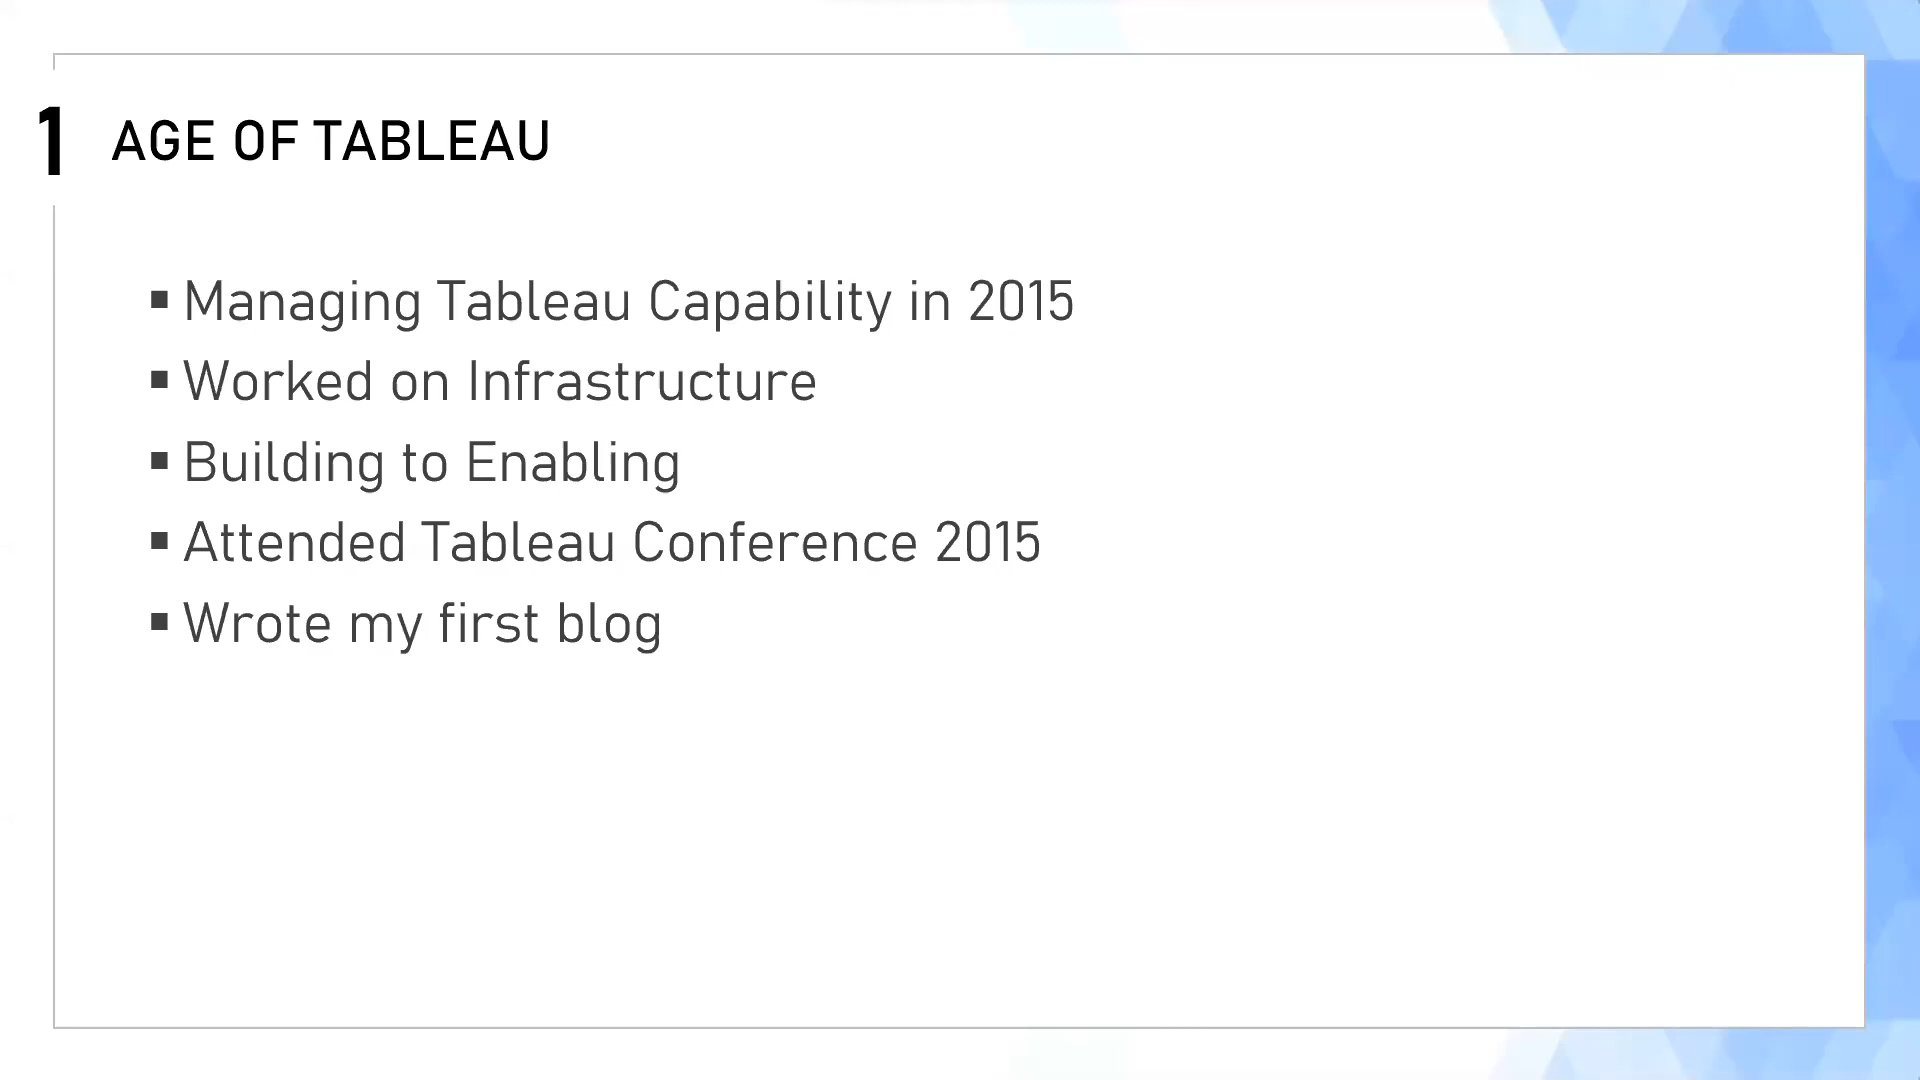 1 AGE OF TABLEAU
▪ Managing Tableau Capability in 2015
▪ Worked on Infrastructure
▪ Building to Enabling
▪ Attended Tableau Conference 2015
▪ Wrote my first blog